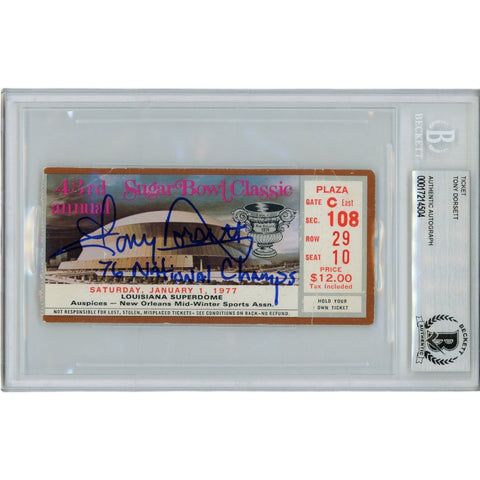 43rd annual Sugar Bowl Classic
Tony Dorsett
76 National Champs
SATURDAY, JANUARY 1, 1977
LOUISIANA SUPERDOME
Auspices — New Orleans Mid-Winter Sports Assn.
NOT RESPONSIBLE FOR LOST, STOLEN, MISPLACED TICKETS - SEE CONDITIONS ON BACK - NO REFUND.
PLAZA
GATE C East
SEC. 108
ROW 29
SEAT 10
PRICE
$12.00
Tax Included
HOLD YOUR
OWN TICKET
B
BECKETT
TICKET
TONY DORSETT
AUTHENTIC AUTOGRAPH
00017214504
BECKETT
B
AUTHENTIC